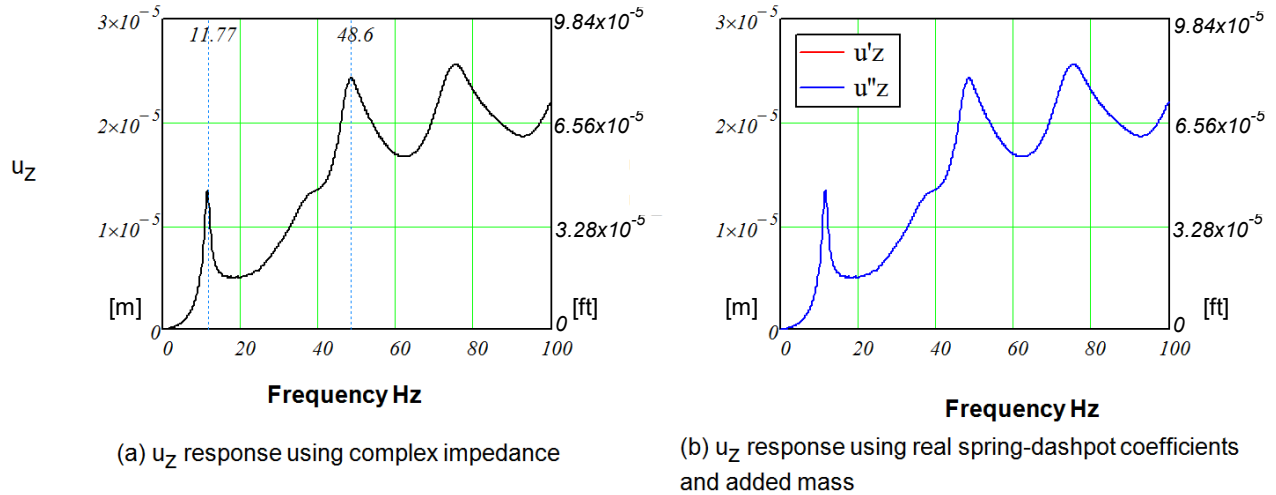 3×10⁻⁵
11.77
48.6
9.84x10⁻⁵
2×10⁻⁵
6.56x10⁻⁵
u_Z
1×10⁻⁵
3.28x10⁻⁵
[m]
[ft]
0
0
0 20 40 60 80 100
Frequency Hz
(a) u_Z response using complex impedance
3×10⁻⁵
u'z
u''z
9.84x10⁻⁵
2×10⁻⁵
6.56x10⁻⁵
1×10⁻⁵
3.28x10⁻⁵
[m]
[ft]
0
0
0 20 40 60 80 100
Frequency Hz
(b) u_Z response using real spring-dashpot coefficients
and added mass